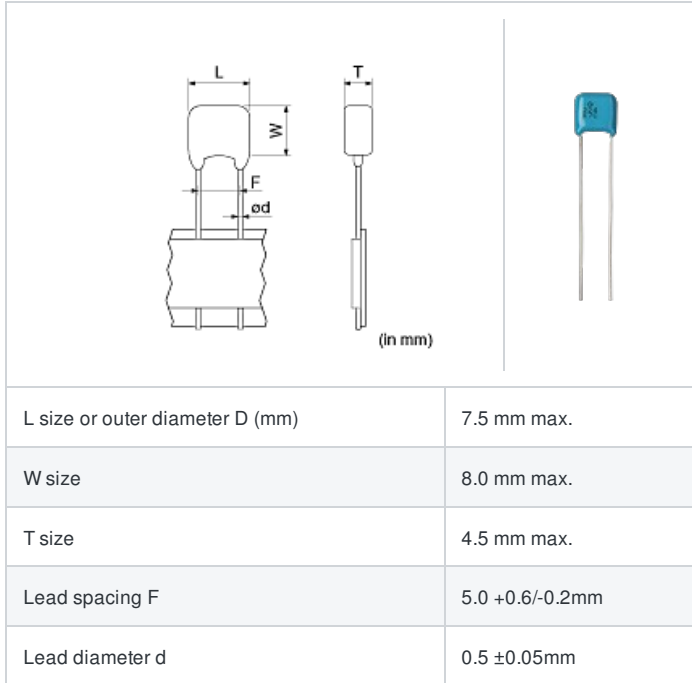 L
T
W
F
ød
(in mm)
L size or outer diameter D (mm) 7.5 mm max.
W size 8.0 mm max.
T size 4.5 mm max.
Lead spacing F 5.0 +0.6/-0.2mm
Lead diameter d 0.5 ±0.05mm